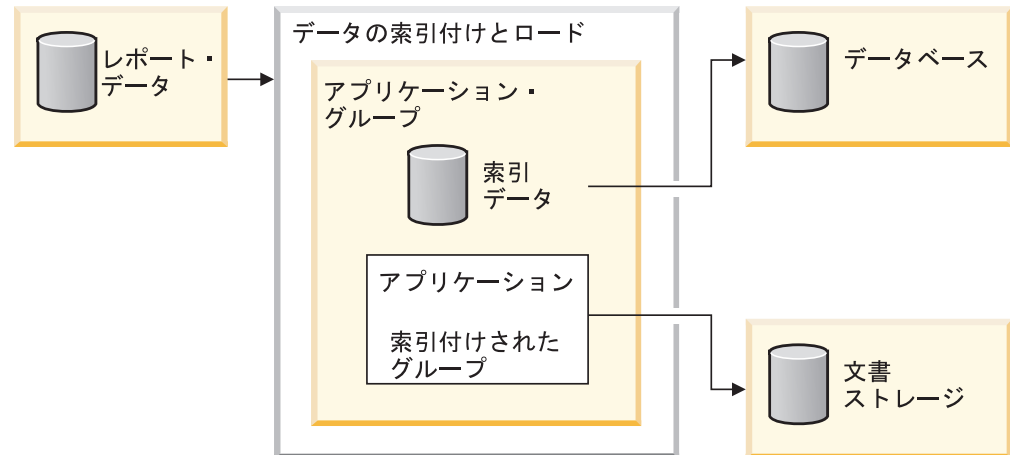 レポート・
データ
データの索引付けとロード
アプリケーション・
グループ
索引
データ
アプリケーション
索引付けされた
グループ
データベース
文書
ストレージ